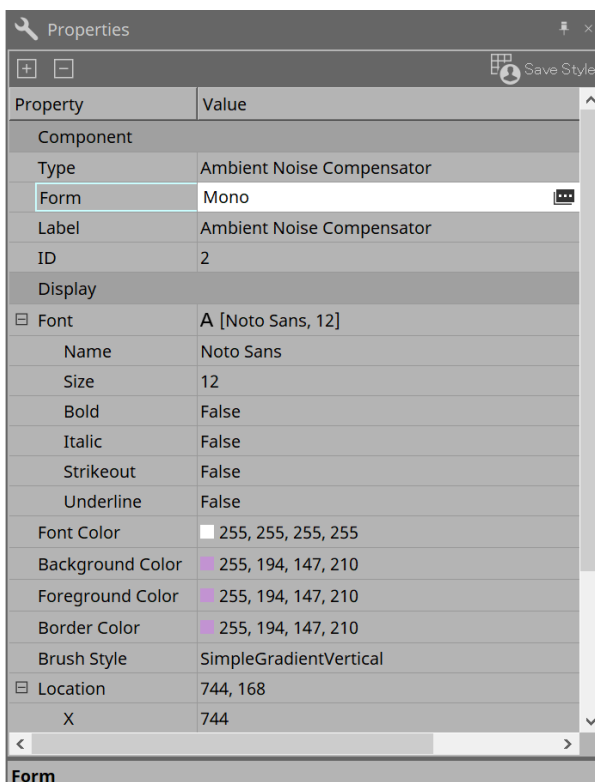 Properties
Save Style
Property Value
Component
Type Ambient Noise Compensator
Form Mono
Label Ambient Noise Compensator
ID 2
Display
Font A [Noto Sans, 12]
Name Noto Sans
Size 12
Bold False
Italic False
Strikeout False
Underline False
Font Color 255, 255, 255, 255
Background Color 255, 194, 147, 210
Foreground Color 255, 194, 147, 210
Border Color 255, 194, 147, 210
Brush Style SimpleGradientVertical
Location 744, 168
X 744
Form